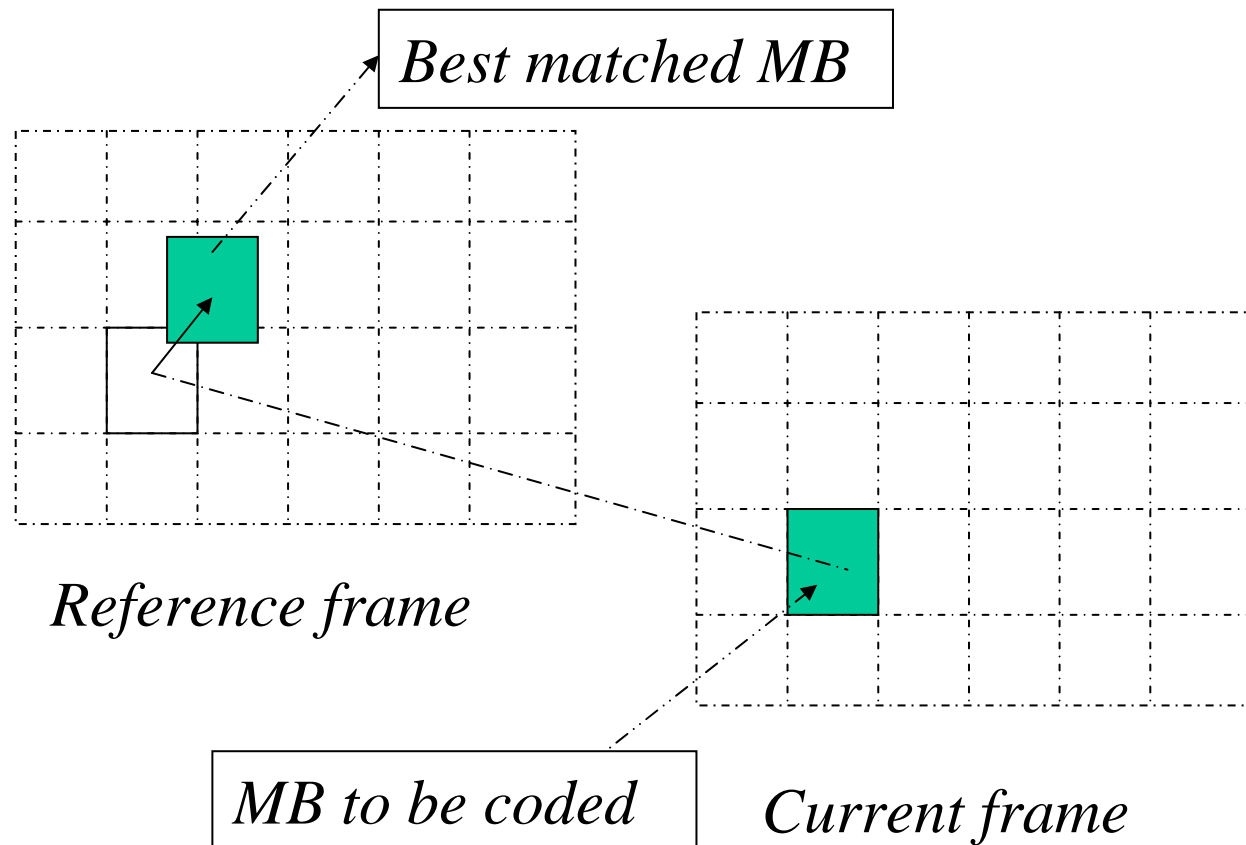 Best matched MB
Reference frame
MB to be coded
Current frame